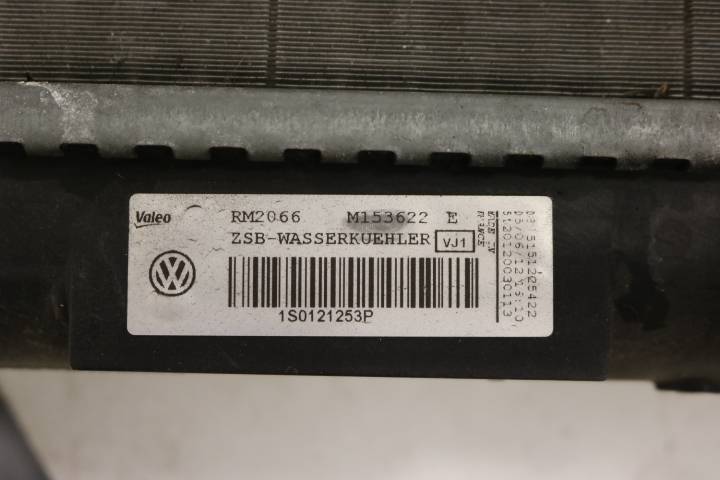 Valeo RM2066 M153622 E
ZSB-WASSERKUEHLER VJ1
1S0121253P